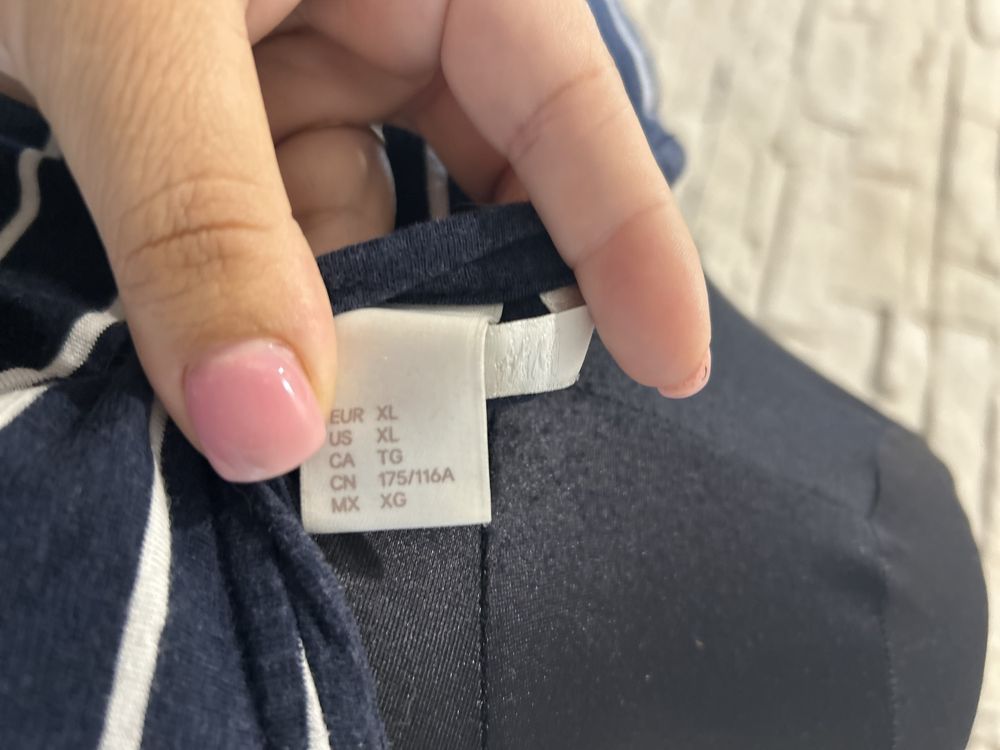 EUR XL
US XL
CA TG
CN 175/116A
MX XG